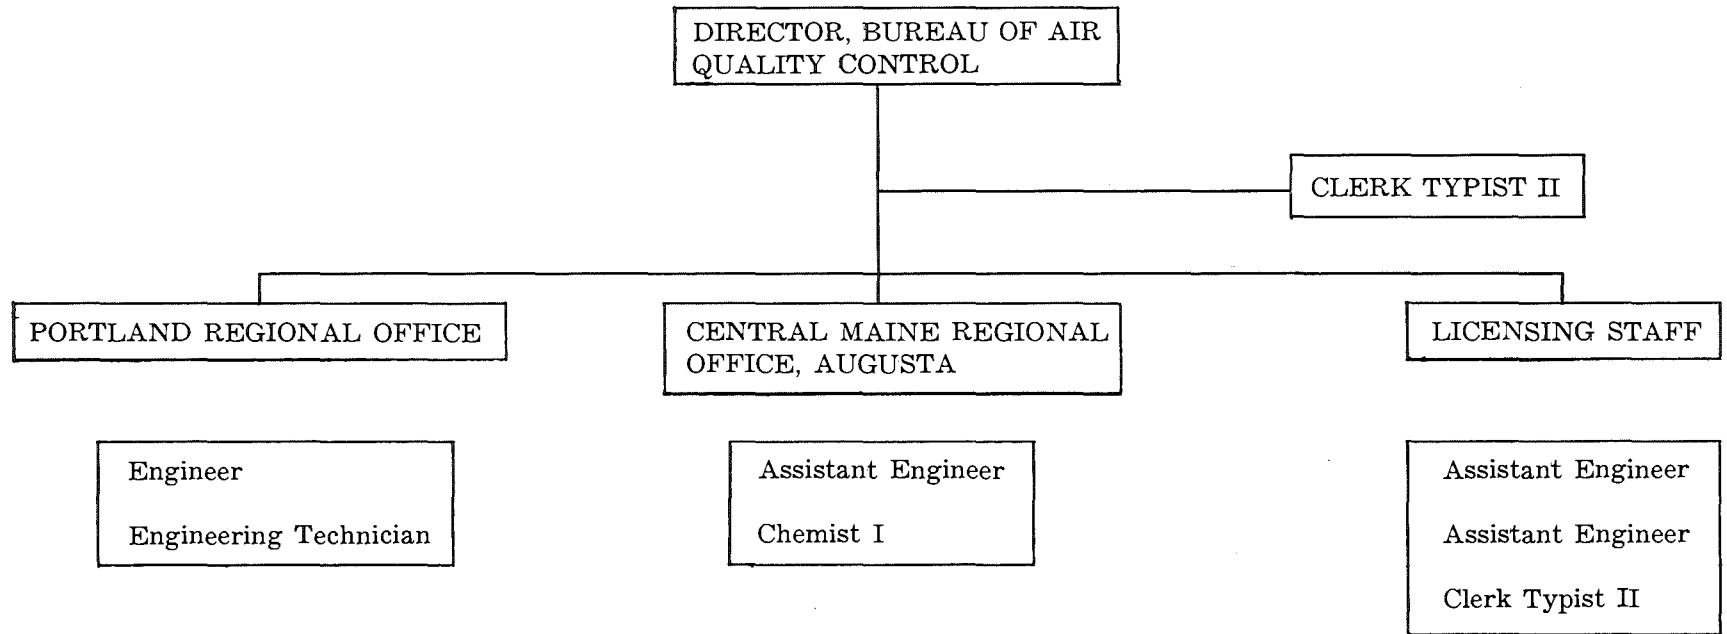 DIRECTOR, BUREAU OF AIR
QUALITY CONTROL
CLERK TYPIST II
PORTLAND REGIONAL OFFICE
CENTRAL MAINE REGIONAL
OFFICE, AUGUSTA
LICENSING STAFF
Engineer
Engineering Technician
Assistant Engineer
Chemist I
Assistant Engineer
Assistant Engineer
Clerk Typist II